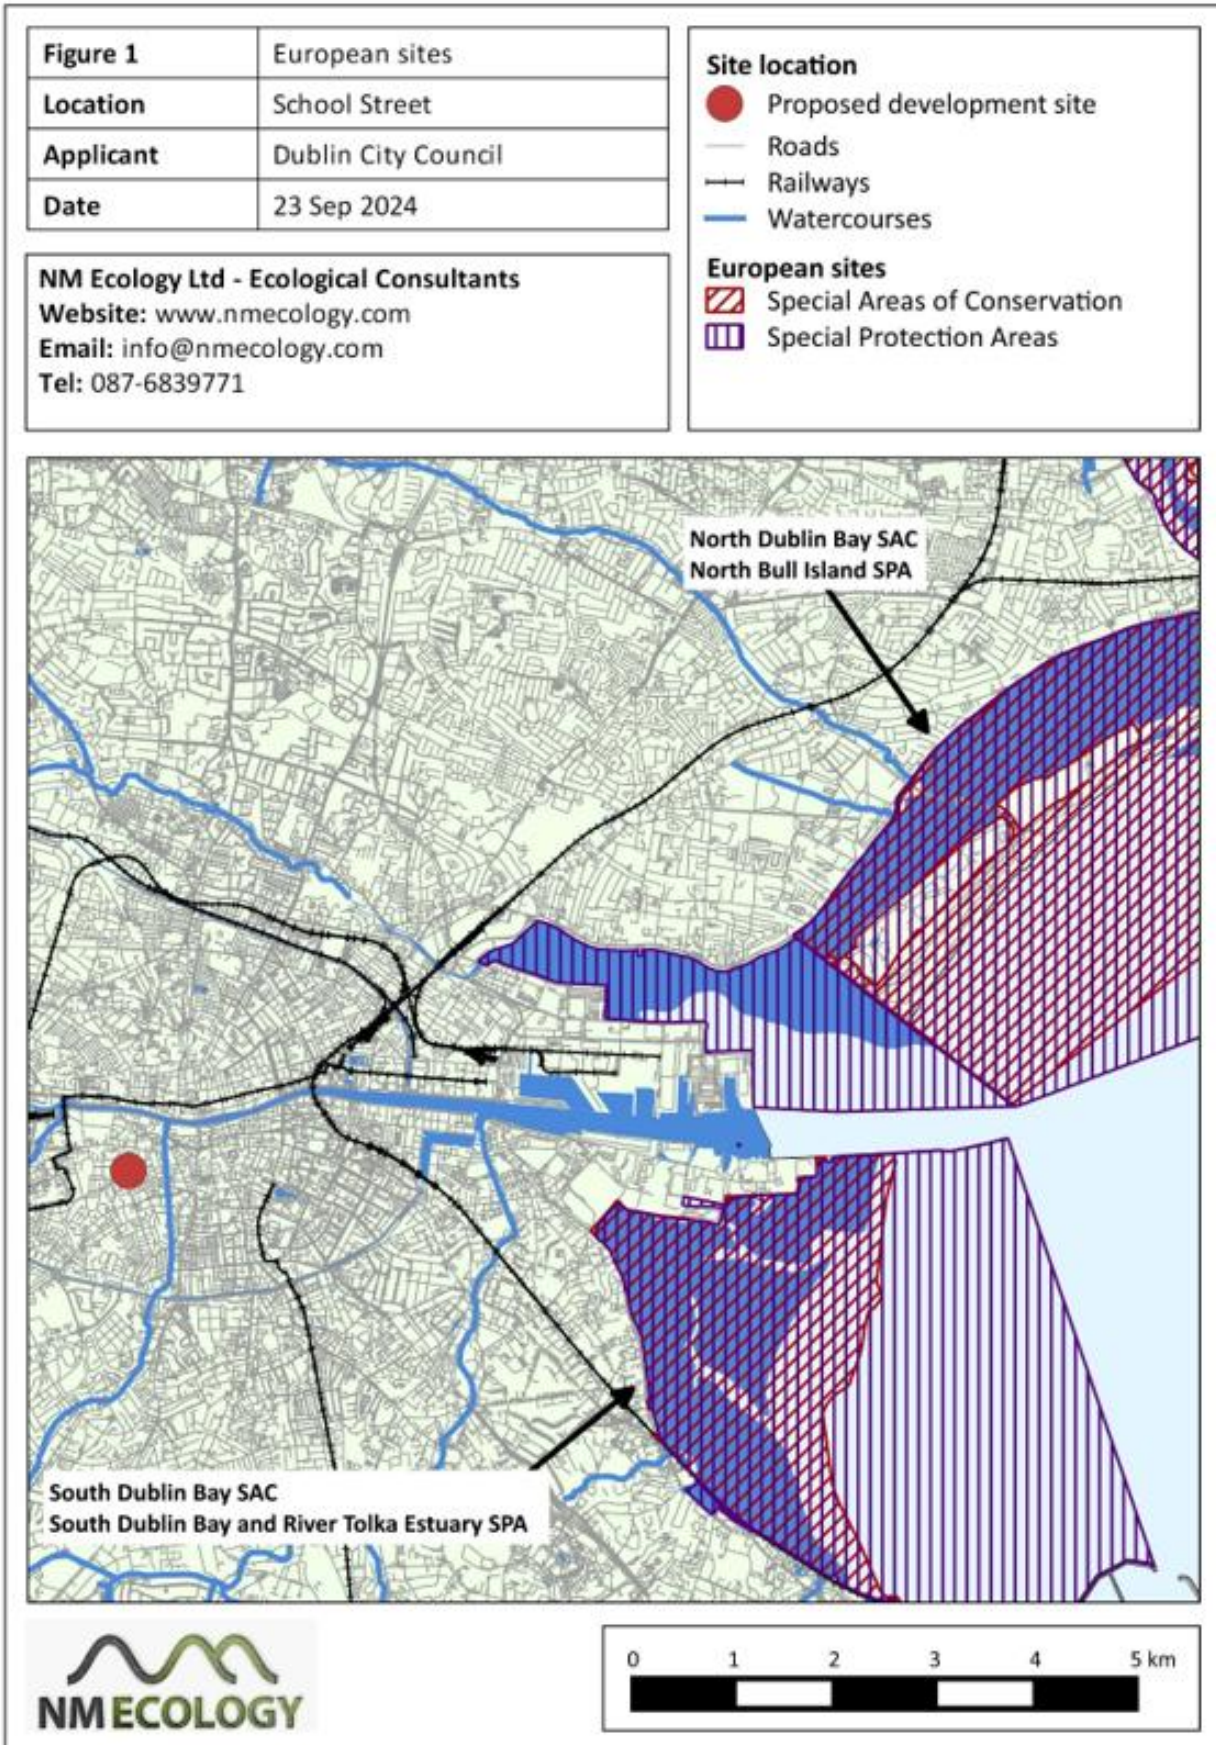 Figure 1 European sites
Location School Street
Applicant Dublin City Council
Date 23 Sep 2024
NM Ecology Ltd - Ecological Consultants
Website: www.nmecology.com
Email: info@nmecology.com
Tel: 087-6839771
Site location
Proposed development site
Roads
Railways
Watercourses
European sites
Special Areas of Conservation
Special Protection Areas
North Dublin Bay SAC
North Bull Island SPA
South Dublin Bay SAC
South Dublin Bay and River Tolka Estuary SPA
NM ECOLOGY
0 1 2 3 4 5 km